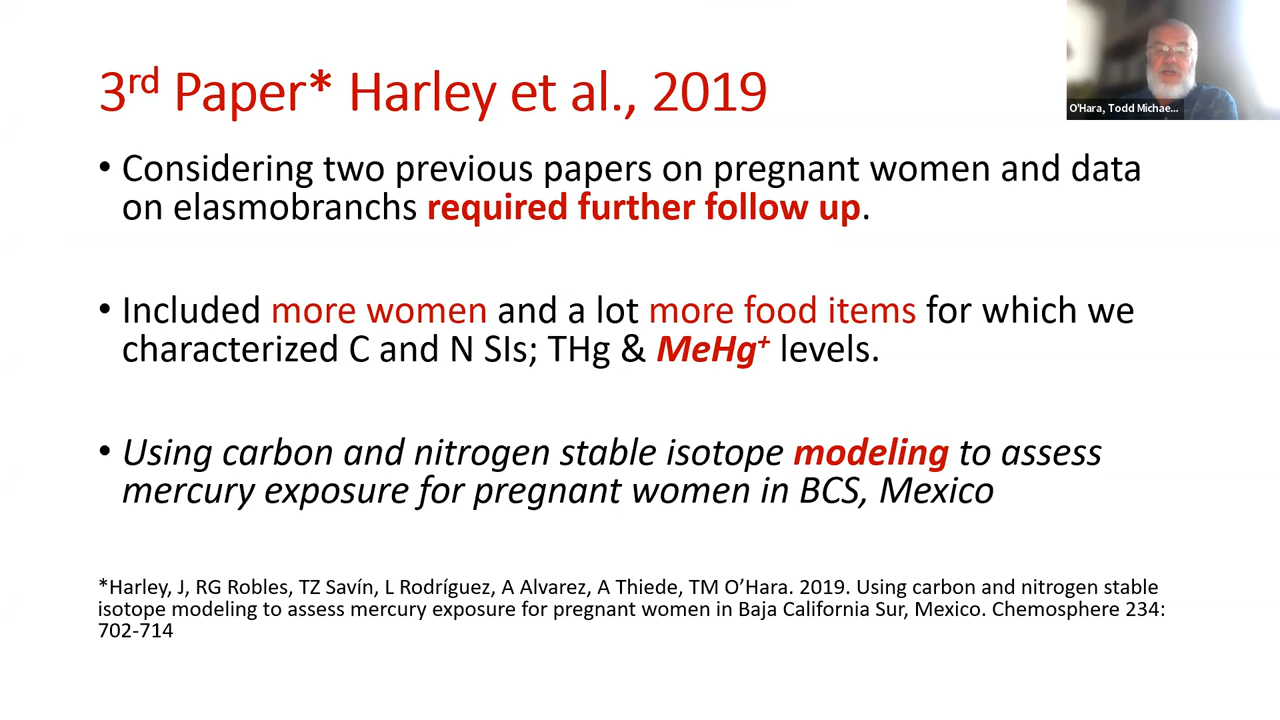 3rd Paper* Harley et al., 2019
• Considering two previous papers on pregnant women and data
on elasmobranchs required further follow up.
• Included more women and a lot more food items for which we
characterized C and N SIs; THg & MeHg+ levels.
• Using carbon and nitrogen stable isotope modeling to assess
mercury exposure for pregnant women in BCS, Mexico
*Harley, J, RG Robles, TZ Savín, L Rodríguez, A Alvarez, A Thiede, TM O’Hara. 2019. Using carbon and nitrogen stable
isotope modeling to assess mercury exposure for pregnant women in Baja California Sur, Mexico. Chemosphere 234:
702-714
O'Hara, Todd Michae...